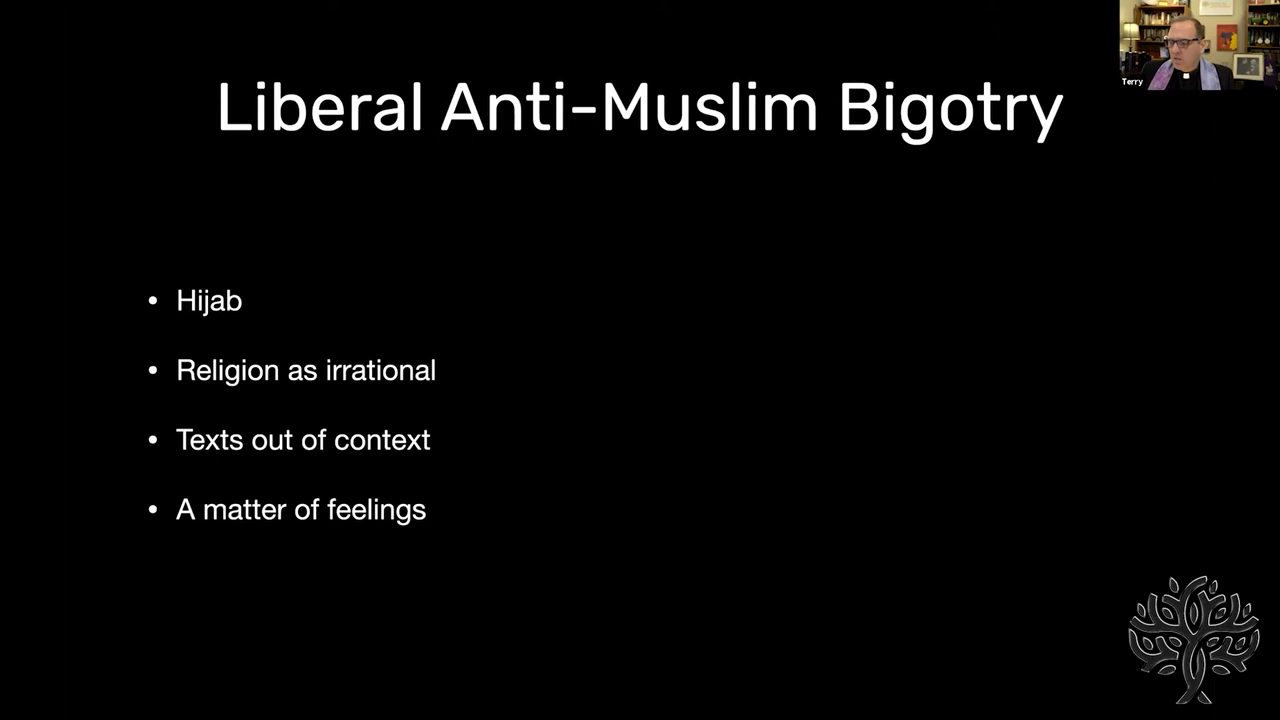 Terry
Liberal Anti-Muslim Bigotry
• Hijab
• Religion as irrational
• Texts out of context
• A matter of feelings